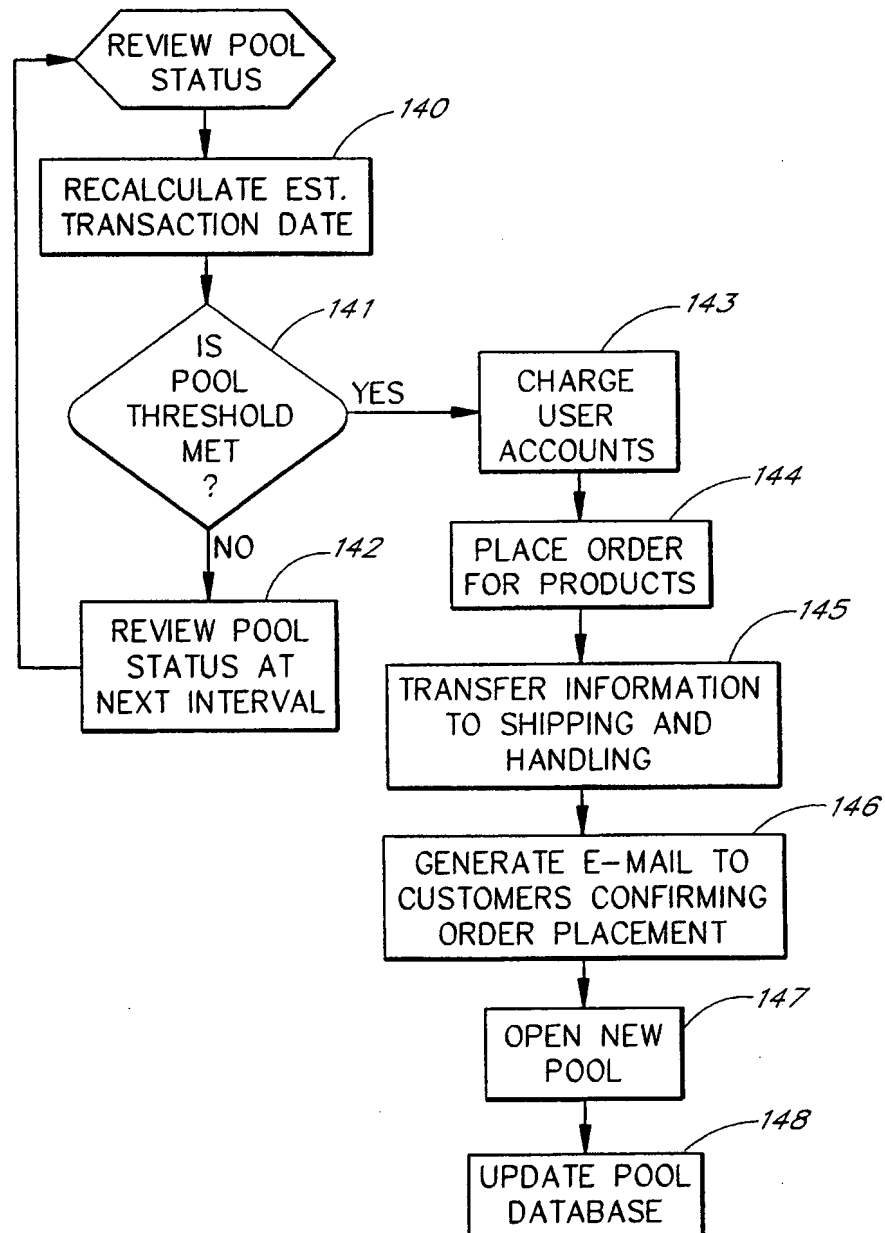 REVIEW POOL
STATUS
140
RECALCULATE EST.
TRANSACTION DATE
141
IS
POOL
THRESHOLD
MET
?
YES
NO
142
REVIEW POOL
STATUS AT
NEXT INTERVAL
143
CHARGE
USER
ACCOUNTS
144
PLACE ORDER
FOR PRODUCTS
145
TRANSFER INFORMATION
TO SHIPPING AND
HANDLING
146
GENERATE E-MAIL TO
CUSTOMERS CONFIRMING
ORDER PLACEMENT
147
OPEN NEW
POOL
148
UPDATE POOL
DATABASE